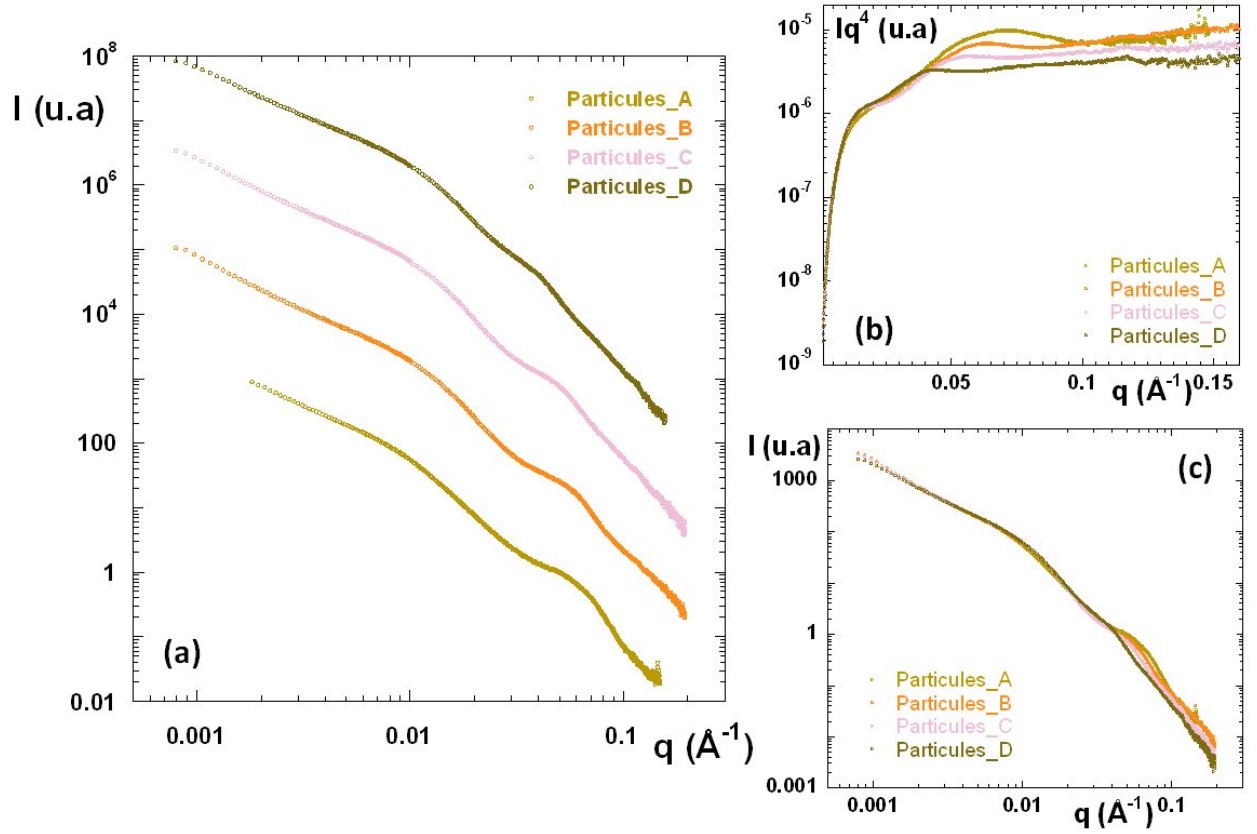 I (u.a)
10^8
10^6
10^4
100
1
0.01
Particules_A
Particules_B
Particules_C
Particules_D
(a)
0.001
0.01
0.1
q (Å^-1)
Iq^4 (u.a)
10^-5
10^-6
10^-7
10^-8
10^-9
Particules_A
Particules_B
Particules_C
Particules_D
(b)
0.05
0.1
0.15
q (Å^-1)
I (u.a)
(c)
1000
1
0.001
Particules_A
Particules_B
Particules_C
Particules_D
0.001
0.01
0.1
q (Å^-1)